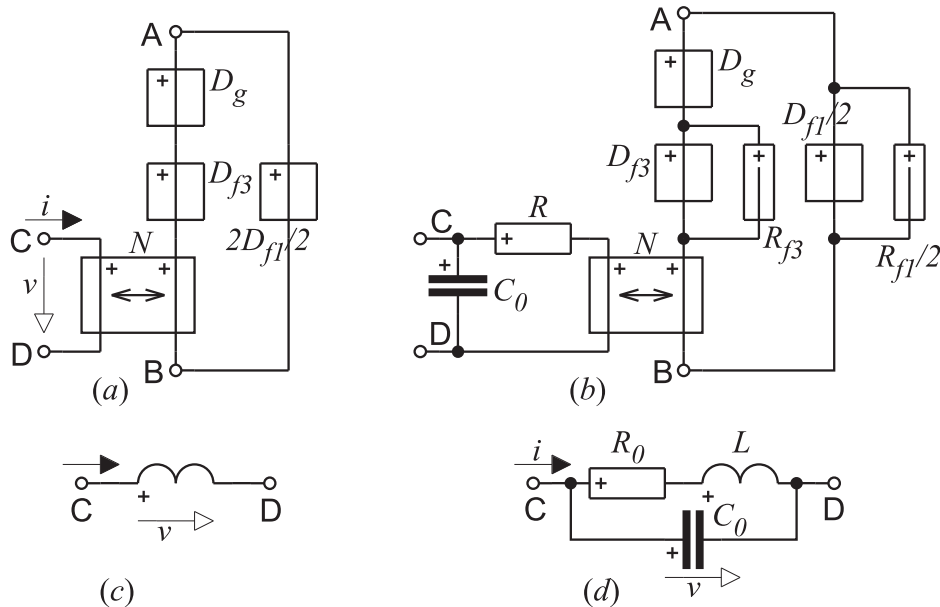 A
D_g
D_f3
2D_f1/2
i
C
N
v
D
B
(a)
A
D_g
D_f1/2
D_f3
R_f3
R_f1/2
C
R
N
C_0
D
B
(b)
C
D
v
(c)
i
R_0
L
C
D
C_0
v
(d)